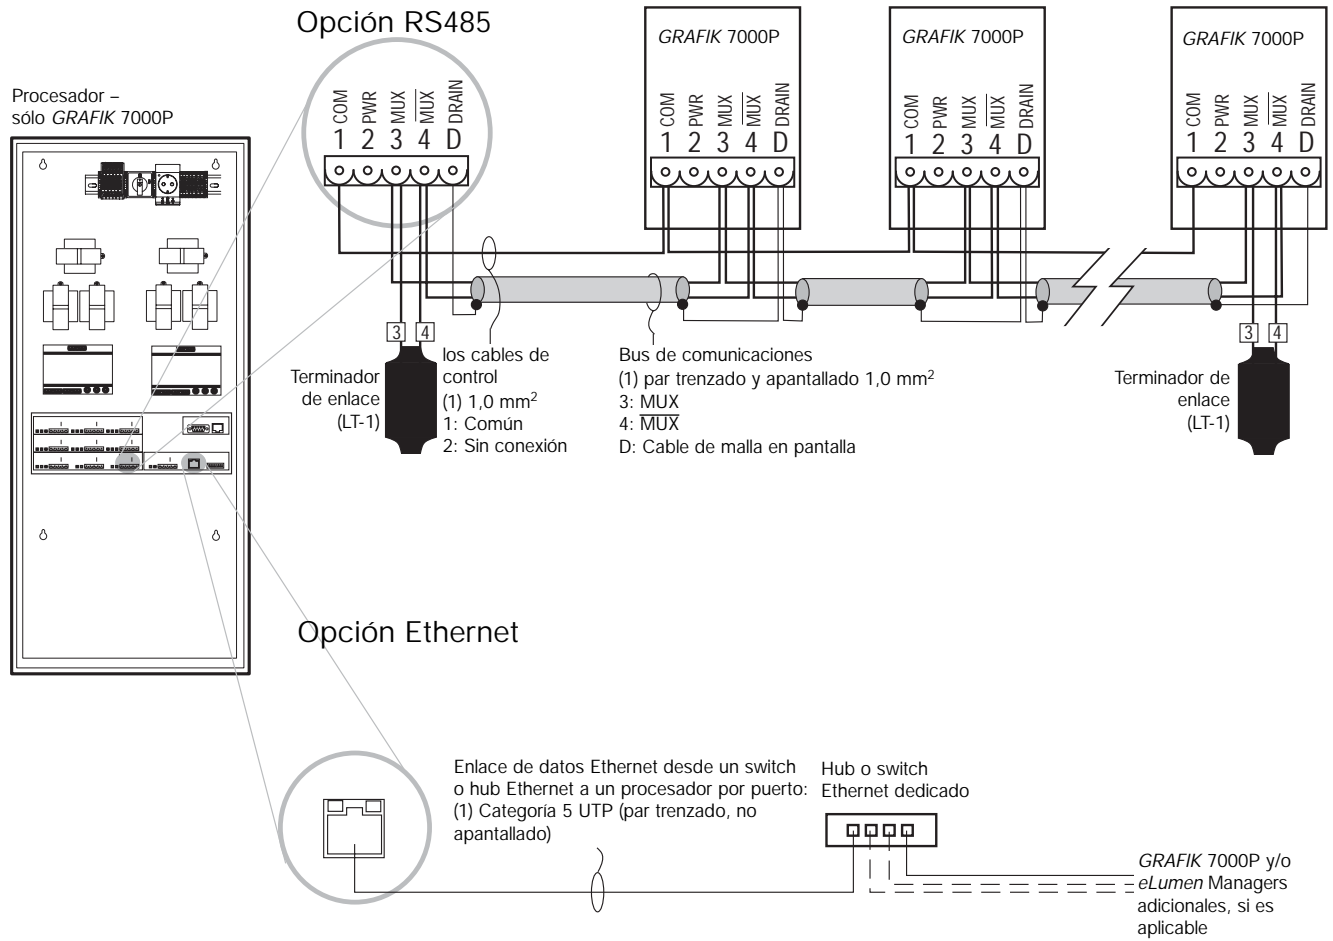 Opción RS485
Procesador –
sólo GRAFIK 7000P
COM PWR MUX M̅U̅X̅ DRAIN
1 2 3 4 D
GRAFIK 7000P
COM PWR MUX M̅U̅X̅ DRAIN
1 2 3 4 D
GRAFIK 7000P
COM PWR MUX M̅U̅X̅ DRAIN
1 2 3 4 D
GRAFIK 7000P
COM PWR MUX M̅U̅X̅ DRAIN
1 2 3 4 D
3 4
Terminador
de enlace
(LT-1)
los cables de
control
(1) 1,0 mm²
1: Común
2: Sin conexión
Bus de comunicaciones
(1) par trenzado y apantallado 1,0 mm²
3: MUX
4: M̅U̅X̅
D: Cable de malla en pantalla
3 4
Terminador de
enlace
(LT-1)
Opción Ethernet
Enlace de datos Ethernet desde un switch
o hub Ethernet a un procesador por puerto:
(1) Categoría 5 UTP (par trenzado, no
apantallado)
Hub o switch
Ethernet dedicado
GRAFIK 7000P y/o
eLumen Managers
adicionales, si es
aplicable